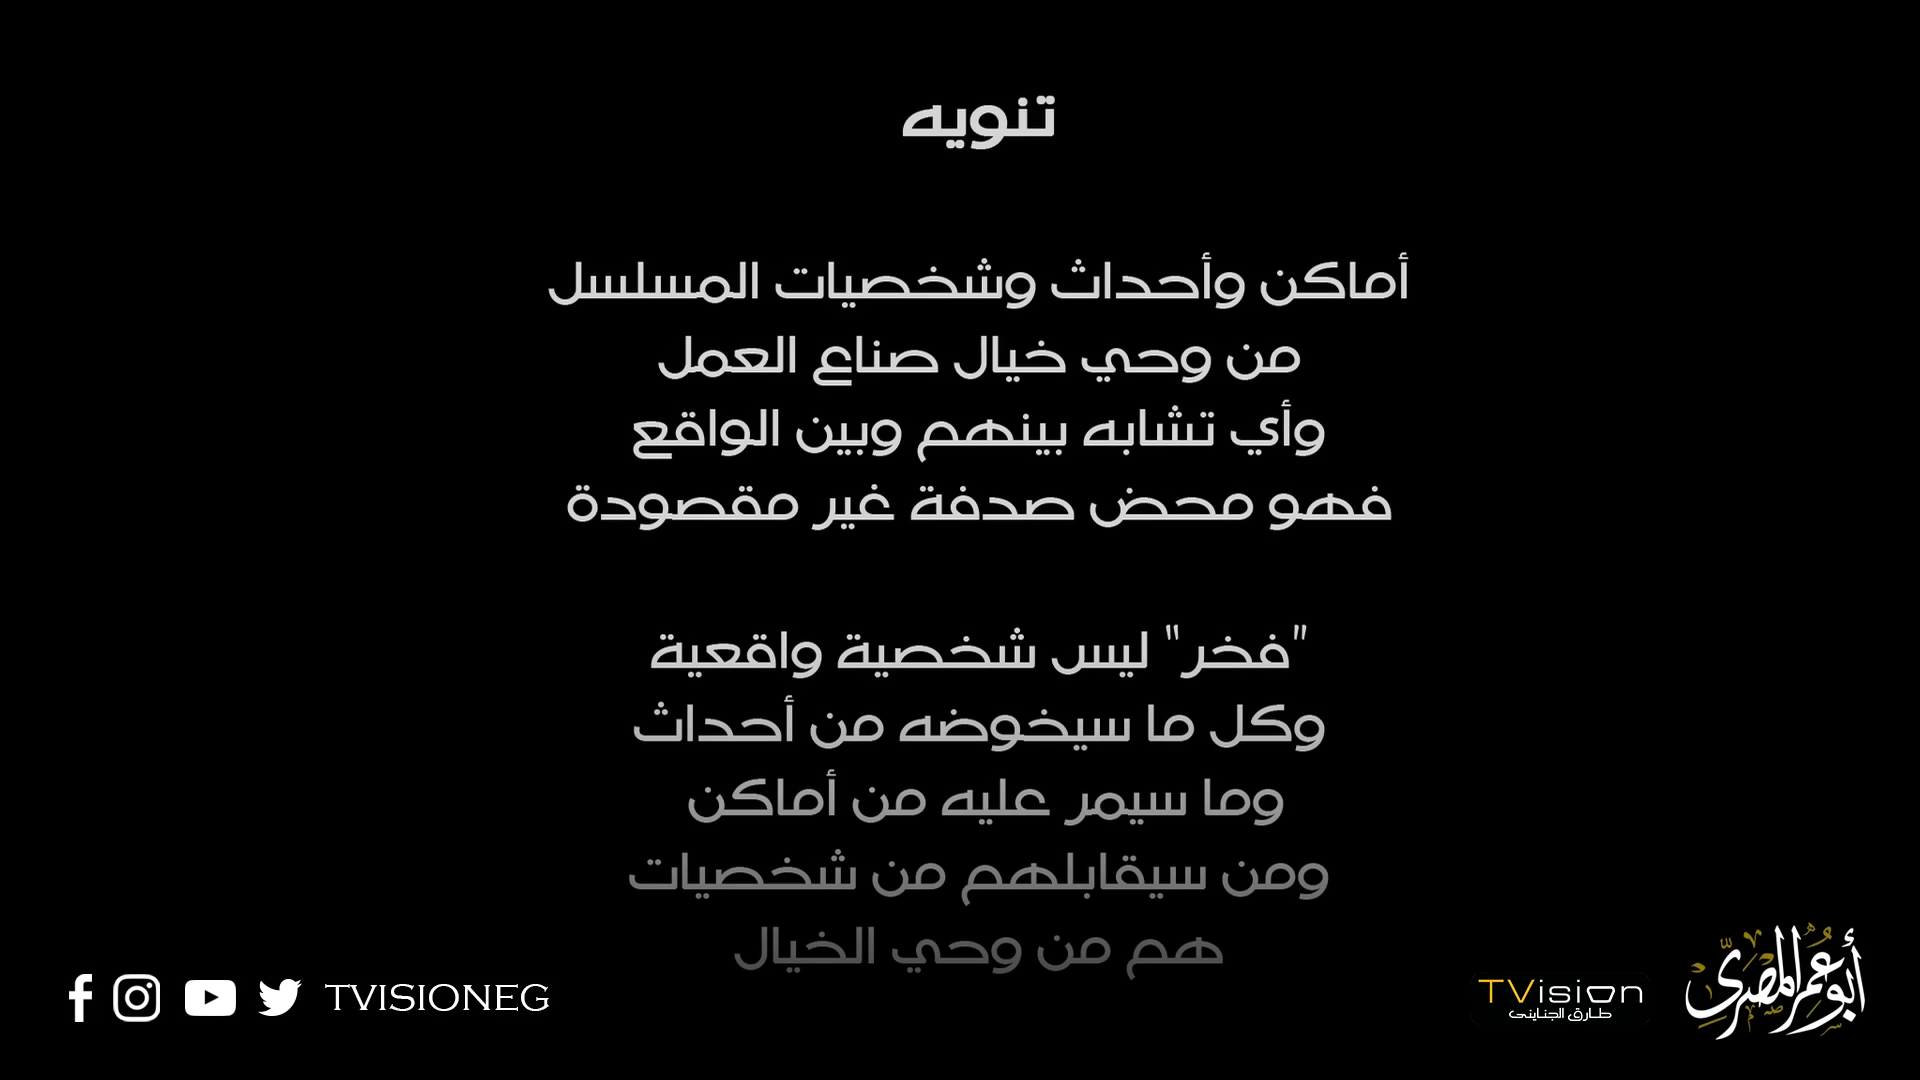 تنويه
أماكن وأحداث وشخصيات المسلسل
من وحي خيال صناع العمل
وأي تشابه بينهم وبين الواقع
فهو محض صدفة غير مقصودة
"فخر" ليس شخصية واقعية
وكل ما سيخوضه من أحداث
وما سيمر عليه من أماكن
ومن سيقابلهم من شخصيات
هم من وحي الخيال
TVISIONEG
TVision
طارق الجنايني
أبو عمر المصري